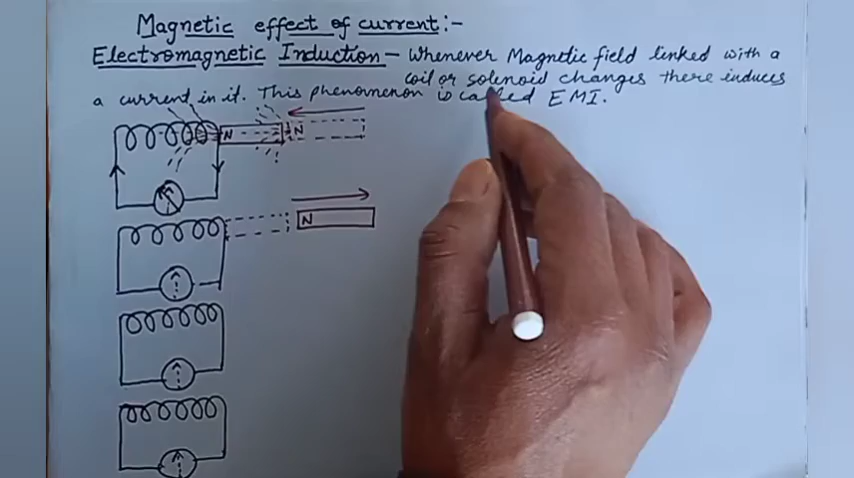 Magnetic effect of current:-
Electromagnetic Induction - Whenever Magnetic field linked with a
coil or solenoid changes there induces
a current in it. This phenomenon is called EMI.
N N
N